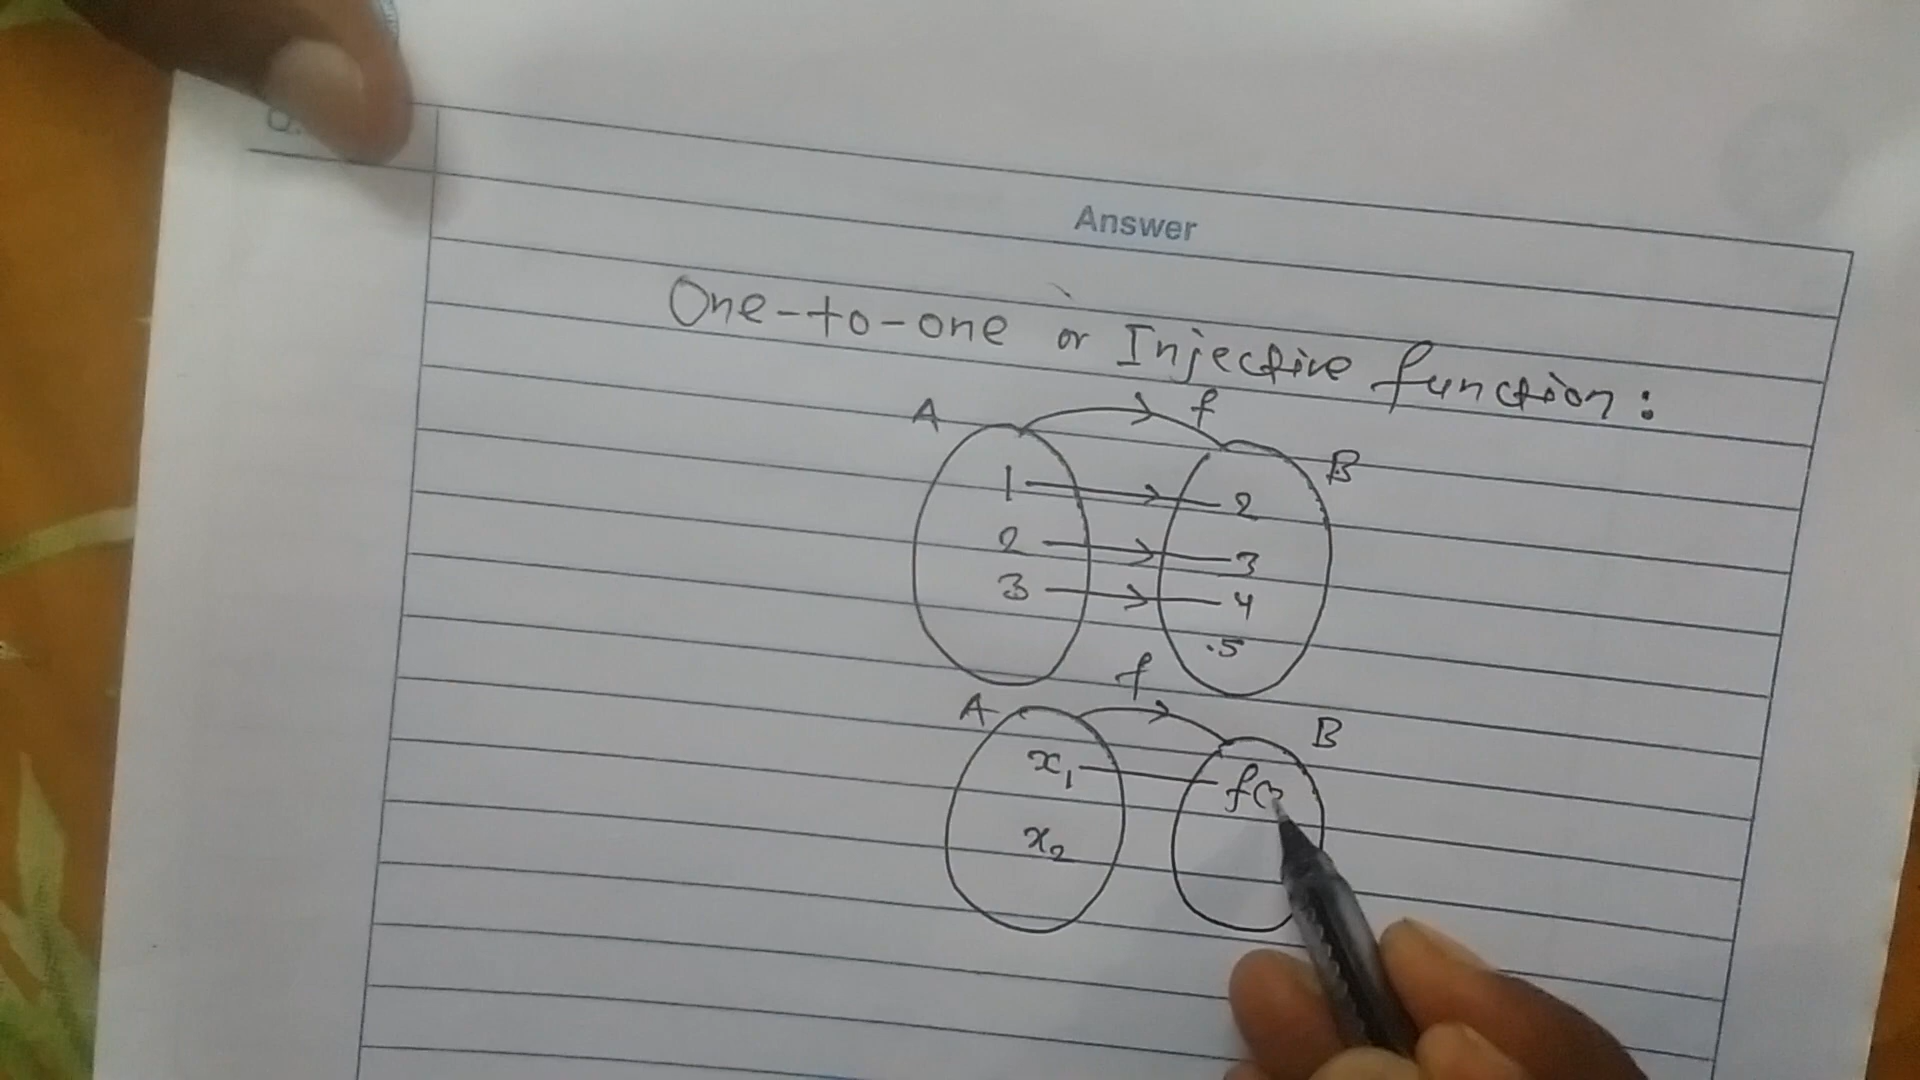 Answer
One-to-one or Injective function:
A f B
1 2
2 3
3 4
.5
A f B
x₁ f(
x₂